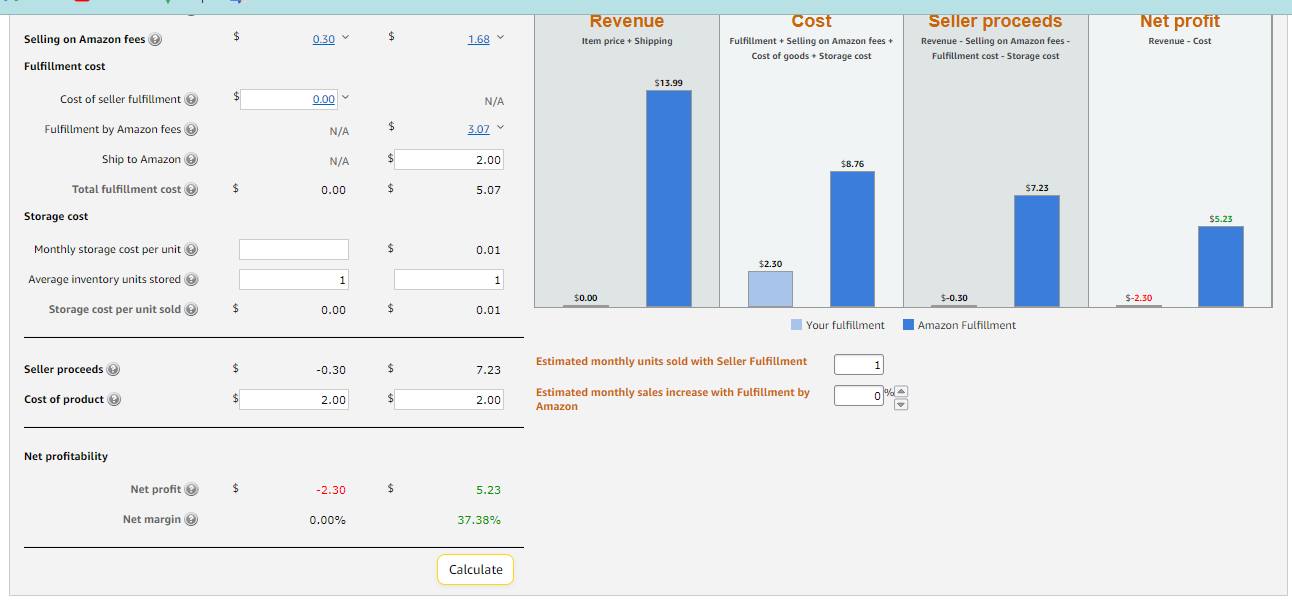 Selling on Amazon fees $ 0.30 $ 1.68
Fulfillment cost
Cost of seller fulfillment $ 0.00 N/A
Fulfillment by Amazon fees N/A $ 3.07
Ship to Amazon N/A $ 2.00
Total fulfillment cost $ 0.00 $ 5.07
Storage cost
Monthly storage cost per unit $ 0.01
Average inventory units stored 1 1
Storage cost per unit sold $ 0.00 $ 0.01
Seller proceeds $ -0.30 $ 7.23
Cost of product $ 2.00 $ 2.00
Net profitability
Net profit $ -2.30 $ 5.23
Net margin 0.00% 37.38%
Calculate
Revenue
Item price + Shipping
$13.99
$0.00
Cost
Fulfillment + Selling on Amazon fees +
Cost of goods + Storage cost
$8.76
$2.30
Seller proceeds
Revenue - Selling on Amazon fees -
Fulfillment cost - Storage cost
$7.23
$-0.30
Net profit
Revenue - Cost
$5.23
$-2.30
Your fulfillment Amazon Fulfillment
Estimated monthly units sold with Seller Fulfillment 1
Estimated monthly sales increase with Fulfillment by
Amazon 0 %